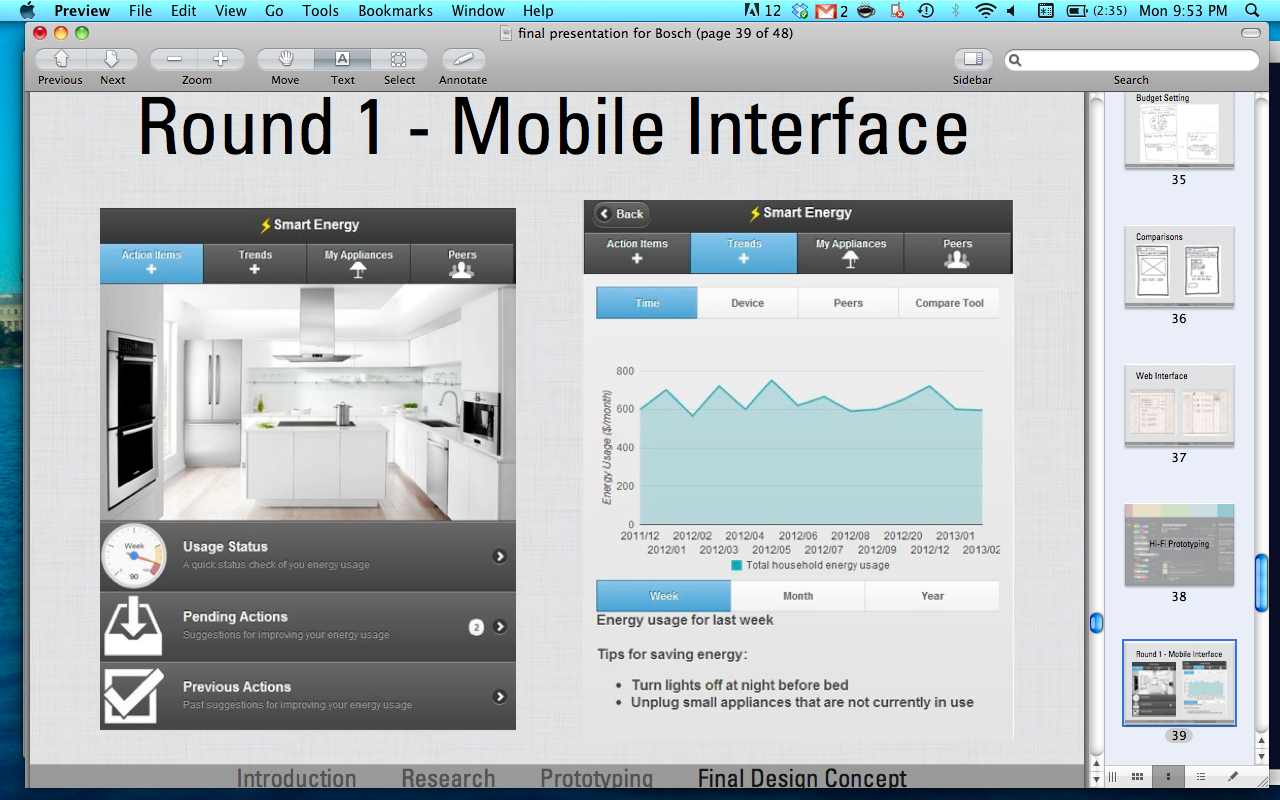 Preview File Edit View Go Tools Bookmarks Window Help 12 2 (2:35) Mon 9:53 PM
final presentation for Bosch (page 39 of 48)
Previous Next Zoom Move Text Select Annotate Sidebar Search
Round 1 - Mobile Interface
Smart Energy
Action Items Trends My Appliances Peers
Week
90
Usage Status
A quick status check of you energy usage
Pending Actions
Suggestions for improving your energy usage
2
Previous Actions
Past suggestions for improving your energy usage
Back Smart Energy
Action Items Trends My Appliances Peers
Time Device Peers Compare Tool
800
600
400
200
0
Energy Usage ($/month)
2011/12 2012/02 2012/04 2012/06 2012/08 2012/20 2013/01
2012/01 2012/03 2012/05 2012/07 2012/09 2012/12 2013/02
Total household energy usage
Week Month Year
Energy usage for last week
Tips for saving energy:
• Turn lights off at night before bed
• Unplug small appliances that are not currently in use
Introduction Research Prototyping Final Design Concept
Budget Setting
35
Comparisons
36
Web Interface
37
Hi-Fi Prototyping
38
Round 1 - Mobile Interface
39